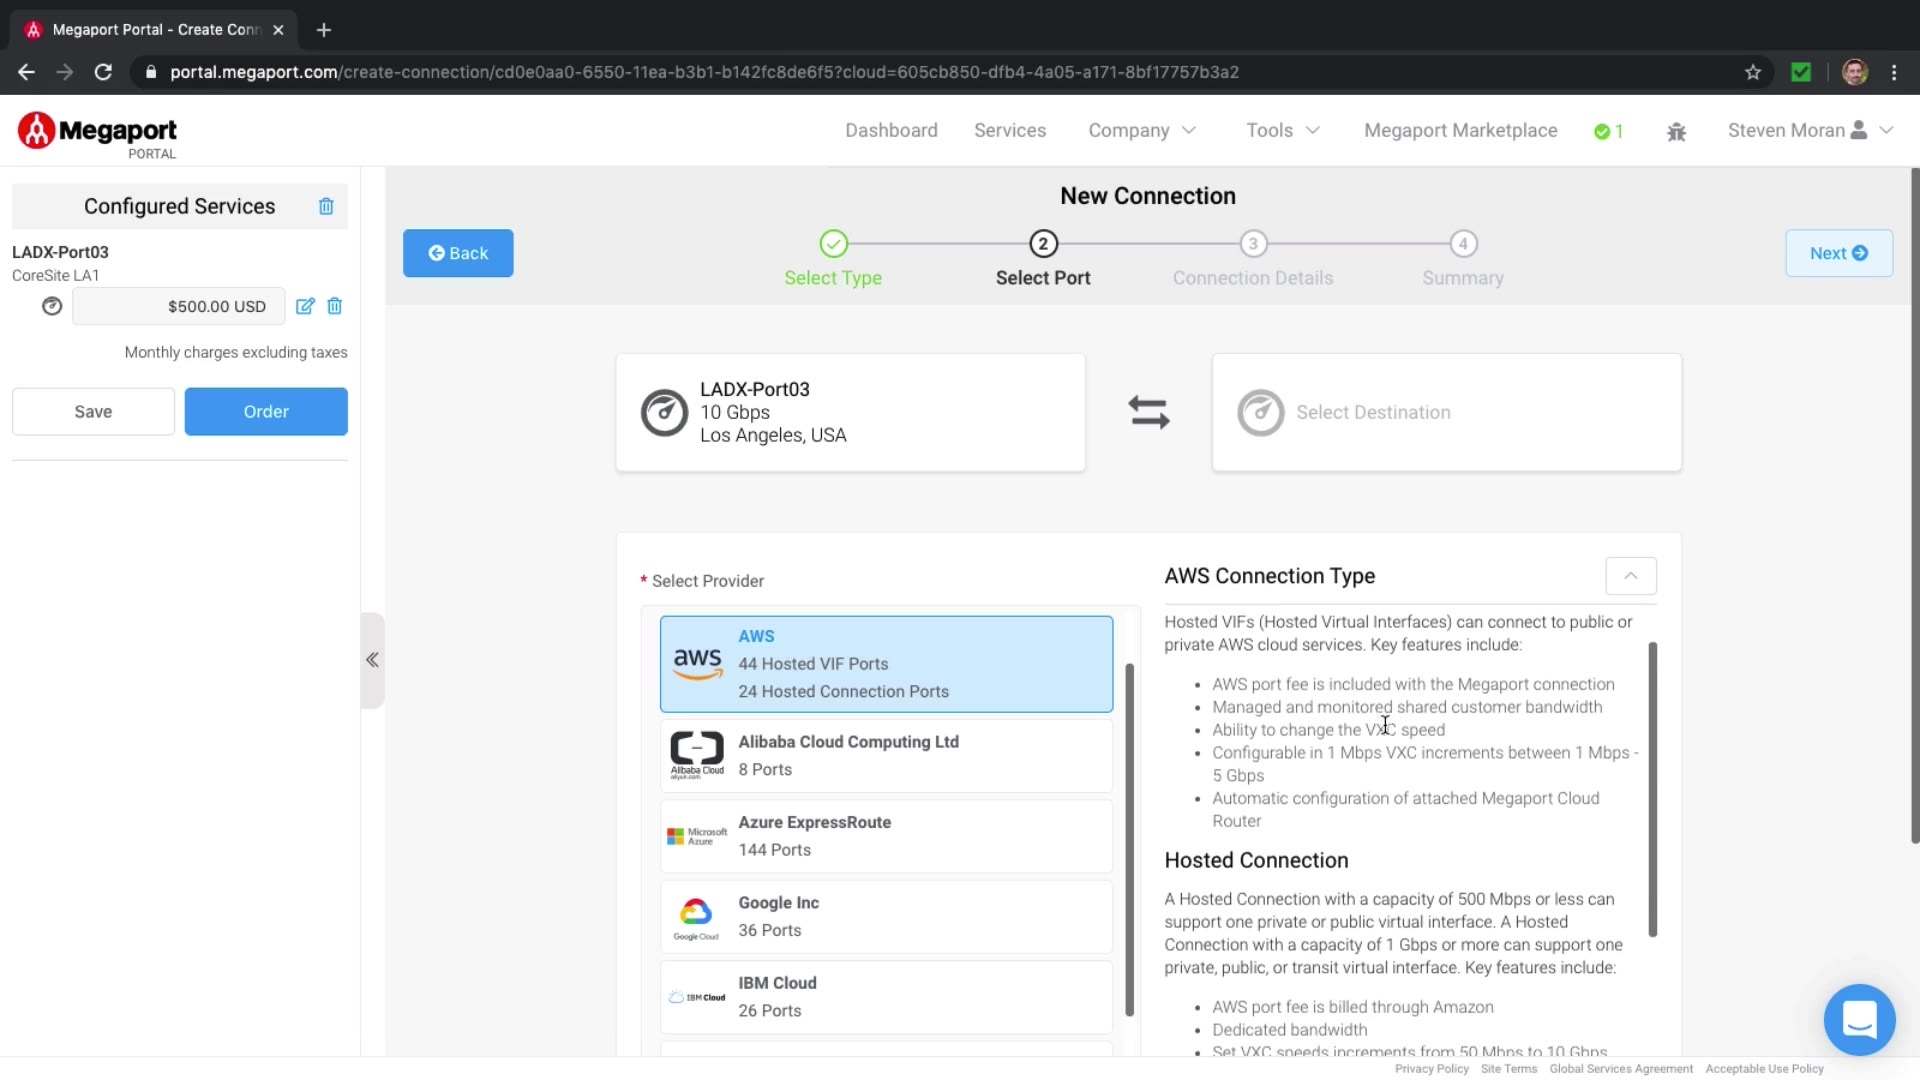 Megaport Portal - Create Conn
portal.megaport.com/create-connection/cd0e0aa0-6550-11ea-b3b1-b142fc8de6f5?cloud=605cb850-dfb4-4a05-a171-8bf17757b3a2
Megaport
PORTAL
Dashboard
Services
Company
Tools
Megaport Marketplace
1
Steven Moran
Configured Services
LADX-Port03
CoreSite LA1
$500.00 USD
Monthly charges excluding taxes
Save
Order
New Connection
Back
2
3
4
Select Type
Select Port
Connection Details
Summary
Next
LADX-Port03
10 Gbps
Los Angeles, USA
Select Destination
* Select Provider
aws
AWS
44 Hosted VIF Ports
24 Hosted Connection Ports
Alibaba Cloud
aliyun.com
Alibaba Cloud Computing Ltd
8 Ports
Microsoft
Azure
Azure ExpressRoute
144 Ports
Google Cloud
Google Inc
36 Ports
IBM Cloud
IBM Cloud
26 Ports
AWS Connection Type
Hosted VIFs (Hosted Virtual Interfaces) can connect to public or
private AWS cloud services. Key features include:
• AWS port fee is included with the Megaport connection
• Managed and monitored shared customer bandwidth
• Ability to change the VXC speed
• Configurable in 1 Mbps VXC increments between 1 Mbps -
5 Gbps
• Automatic configuration of attached Megaport Cloud
Router
Hosted Connection
A Hosted Connection with a capacity of 500 Mbps or less can
support one private or public virtual interface. A Hosted
Connection with a capacity of 1 Gbps or more can support one
private, public, or transit virtual interface. Key features include:
• AWS port fee is billed through Amazon
• Dedicated bandwidth
• Set VXC speeds increments from 50 Mbps to 10 Gbps
Privacy Policy
Site Terms
Global Services Agreement
Acceptable Use Policy